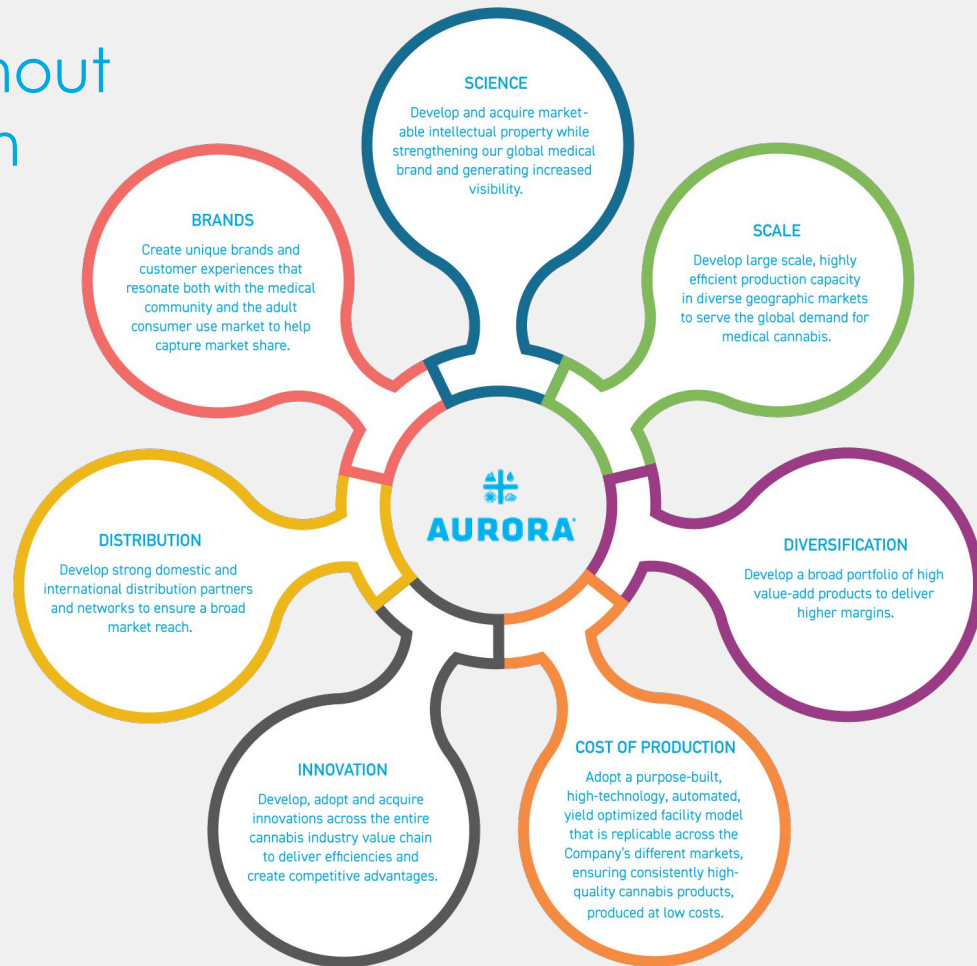 SCIENCE
Develop and acquire market-
able intellectual property while
strengthening our global medical
brand and generating increased
visibility.
BRANDS
Create unique brands and
customer experiences that
resonate both with the medical
community and the adult
consumer use market to help
capture market share.
SCALE
Develop large scale, highly
efficient production capacity
in diverse geographic markets
to serve the global demand for
medical cannabis.
AURORA
DISTRIBUTION
Develop strong domestic and
international distribution partners
and networks to ensure a broad
market reach.
DIVERSIFICATION
Develop a broad portfolio of high
value-add products to deliver
higher margins.
INNOVATION
Develop, adopt and acquire
innovations across the entire
cannabis industry value chain
to deliver efficiencies and
create competitive advantages.
COST OF PRODUCTION
Adopt a purpose-built,
high-technology, automated,
yield optimized facility model
that is replicable across the
Company's different markets,
ensuring consistently high-
quality cannabis products,
produced at low costs.